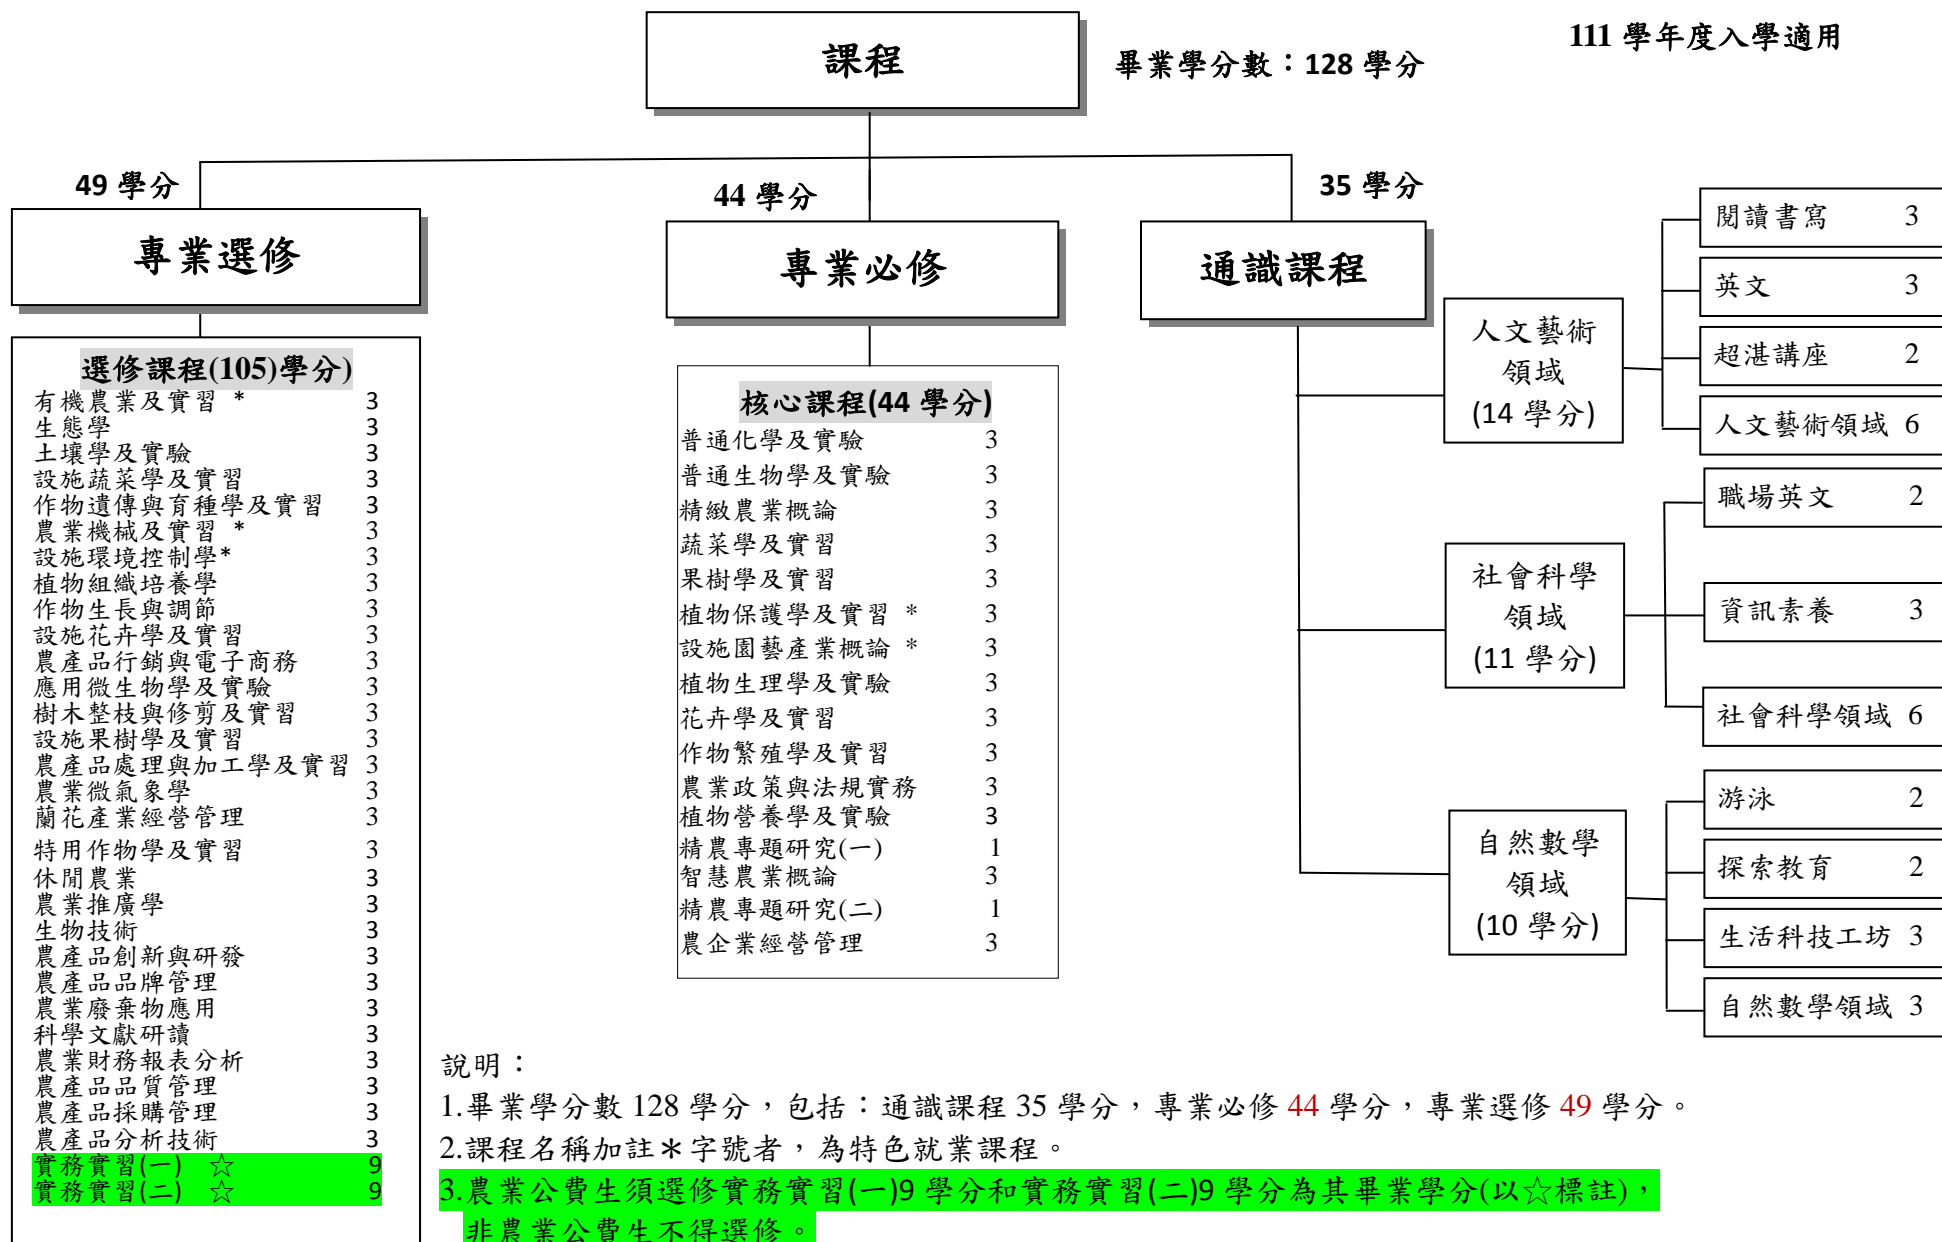 111 學年度入學適用
課程
畢業學分數：128 學分
49 學分
專業選修
選修課程(105)學分)
有機農業及實習 * 3
生態學 3
土壤學及實驗 3
設施蔬菜學及實習 3
作物遺傳與育種學及實習 3
農業機械及實習 * 3
設施環境控制學* 3
植物組織培養學 3
作物生長與調節 3
設施花卉學及實習 3
農產品行銷與電子商務 3
應用微生物學及實驗 3
樹木整枝與修剪及實習 3
設施果樹學及實習 3
農產品處理與加工學及實習 3
農業微氣象學 3
蘭花產業經營管理 3
特用作物學及實習 3
休閒農業 3
農業推廣學 3
生物技術 3
農產品創新與研發 3
農產品品牌管理 3
農業廢棄物應用 3
科學文獻研讀 3
農業財務報表分析 3
農產品品質管理 3
農產品採購管理 3
農產品分析技術 3
實務實習(一) ☆ 9
實務實習(二) ☆ 9
44 學分
專業必修
核心課程(44 學分)
普通化學及實驗 3
普通生物學及實驗 3
精緻農業概論 3
蔬菜學及實習 3
果樹學及實習 3
植物保護學及實習 * 3
設施園藝產業概論 * 3
植物生理學及實驗 3
花卉學及實習 3
作物繁殖學及實習 3
農業政策與法規實務 3
植物營養學及實驗 3
精農專題研究(一) 1
智慧農業概論 3
精農專題研究(二) 1
農企業經營管理 3
35 學分
通識課程
人文藝術
領域
(14 學分)
閱讀書寫 3
英文 3
超湛講座 2
人文藝術領域 6
社會科學
領域
(11 學分)
職場英文 2
資訊素養 3
社會科學領域 6
自然數學
領域
(10 學分)
游泳 2
探索教育 2
生活科技工坊 3
自然數學領域 3
說明：
1.畢業學分數 128 學分，包括：通識課程 35 學分，專業必修 44 學分，專業選修 49 學分。
2.課程名稱加註＊字號者，為特色就業課程。
3.農業公費生須選修實務實習(一)9 學分和實務實習(二)9 學分為其畢業學分(以☆標註)，
非農業公費生不得選修。